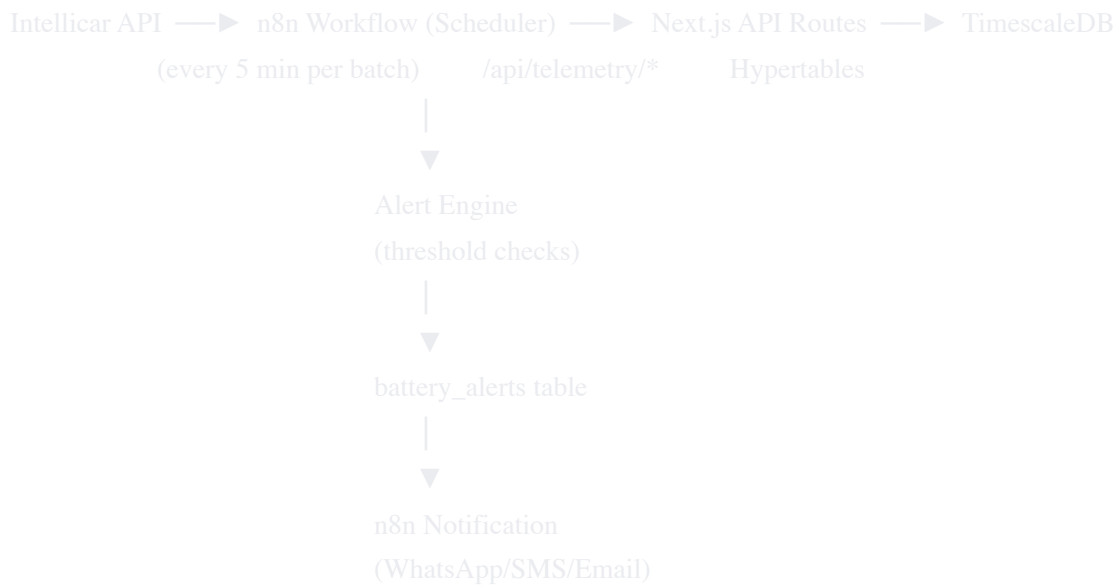 Intellicar API ──► n8n Workflow (Scheduler) ──► Next.js API Routes ──► TimescaleDB
(every 5 min per batch) /api/telemetry/* Hypertables
│
▼
Alert Engine
(threshold checks)
│
▼
battery_alerts table
│
▼
n8n Notification
(WhatsApp/SMS/Email)